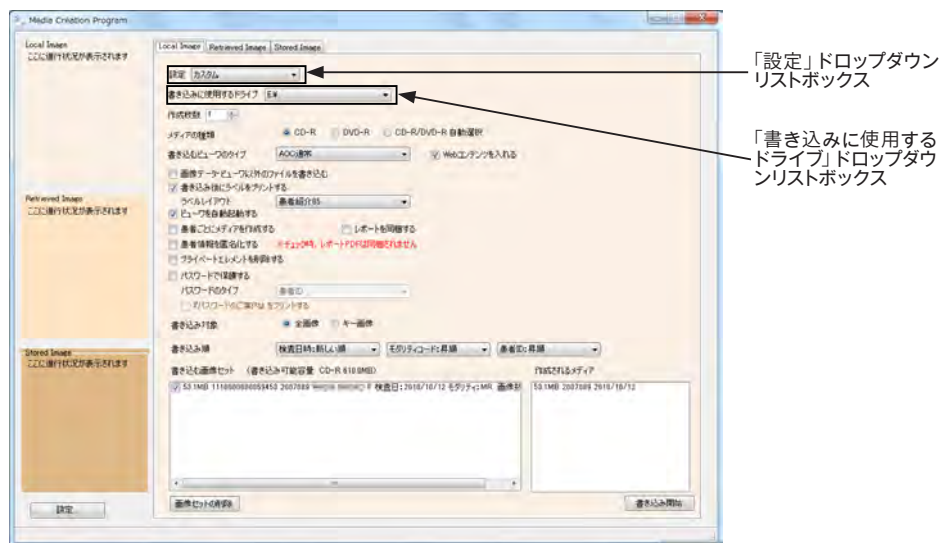 Media Creation Program
Local Image
ここに進行状況が表示されます
Retrieved Image
ここに進行状況が表示されます
Stored Image
ここに進行状況が表示されます
設定...
Local Image Retrieved Image Stored Image
設定 カスタム
書き込みに使用するドライブ E¥
作成枚数 1
メディアの種類 CD-R DVD-R CD-R/DVD-R 自動選択
書き込むビューワのタイプ AOC:通常 Webコンテンツを入れる
画像データ・ビューワ以外のファイルを書き込む
書き込み後にラベルをプリントする
ラベルレイアウト 患者紹介05
ビューワを自動起動する
患者ごとにメディアを作成する レポートを同梱する
患者情報を匿名化する ※チェック時、レポートPDFは同梱されません
プライベートエレメントを削除する
パスワードで保護する
パスワードのタイプ 患者ID
「パスワードのご案内」をプリントする
書き込み対象 全画像 キー画像
書き込み順 検査日時:新しい順 モダリティコード:昇順 患者ID:昇順
書き込む画像セット (書き込み可能容量 CD-R 610.0MB) 作成されるメディア
検査日:2010/10/12 モダリティ:MR 画像部
53.1MB 2007089 2010/10/12
画像セットの削除 書き込み開始
「設定」ドロップダウン
リストボックス
「書き込みに使用する
ドライブ」ドロップダウ
ンリストボックス